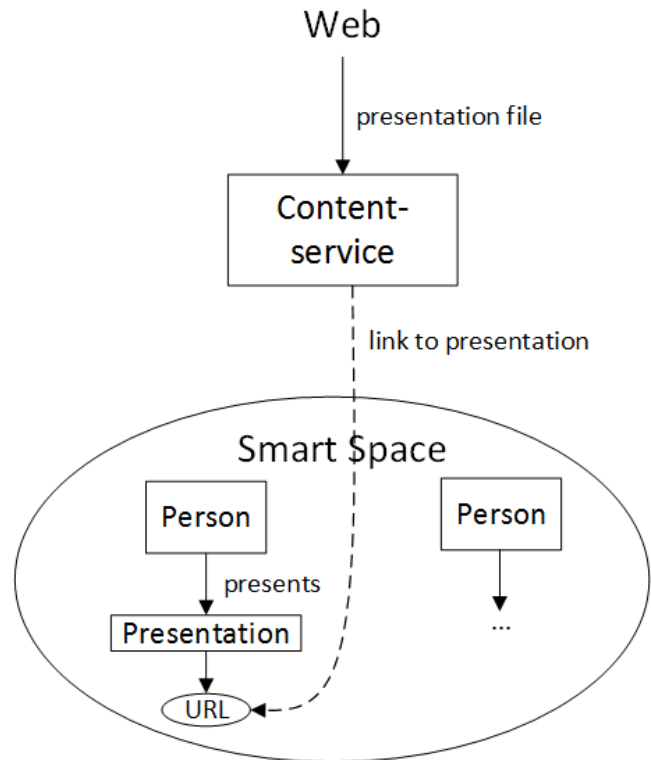 Web
presentation file
Content-
service
link to presentation
Smart Space
Person
Person
presents
Presentation
...
URL